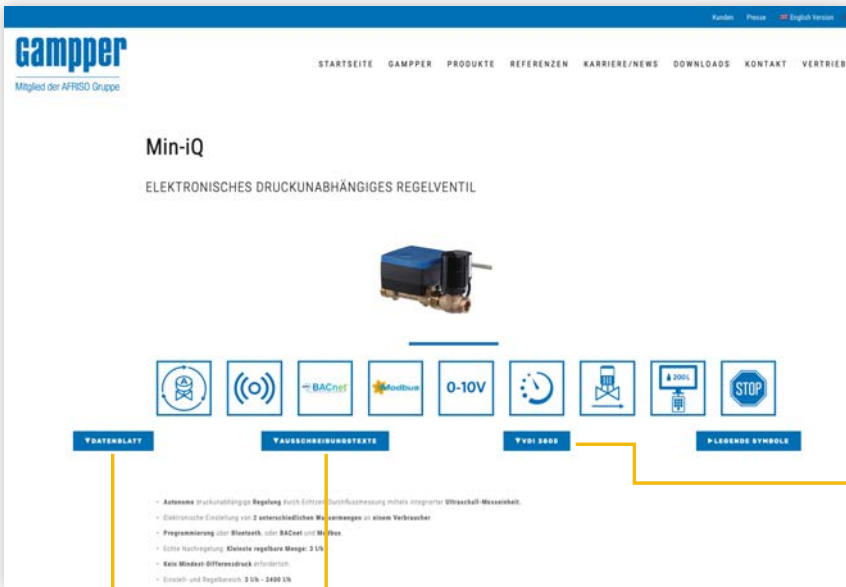 Kunden Presse English Version
Gampper
Mitglied der AFRISO Gruppe
STARTSEITE GAMPPER PRODUKTE REFERENZEN KARRIERE/NEWS DOWNLOADS KONTAKT VERTRIEB
Min-iQ
ELEKTRONISCHES DRUCKUNABHÄNGIGES REGELVENTIL
BACnet Modbus 0-10V 200L STOP
▼DATENBLATT ▼AUSSCHREIBUNGSTEXTE ▼VDI 3805 ►LEGENDE SYMBOLE
- Autonome druckunabhängige Regelung durch Echtzeit Durchflussmessung mittels integrierter Ultraschall-Messeinheit.
- Elektronische Einstellung von 2 unterschiedlichen Wassermengen an einem Verbraucher
- Programmierung über Bluetooth, oder BACnet und Modbus.
- Echte Nachregelung. Kleinste regelbare Menge: 3 l/h
- Kein Mindest-Differenzdruck erforderlich.
- Einstell- und Regelbereich: 3 l/h - 2400 l/h